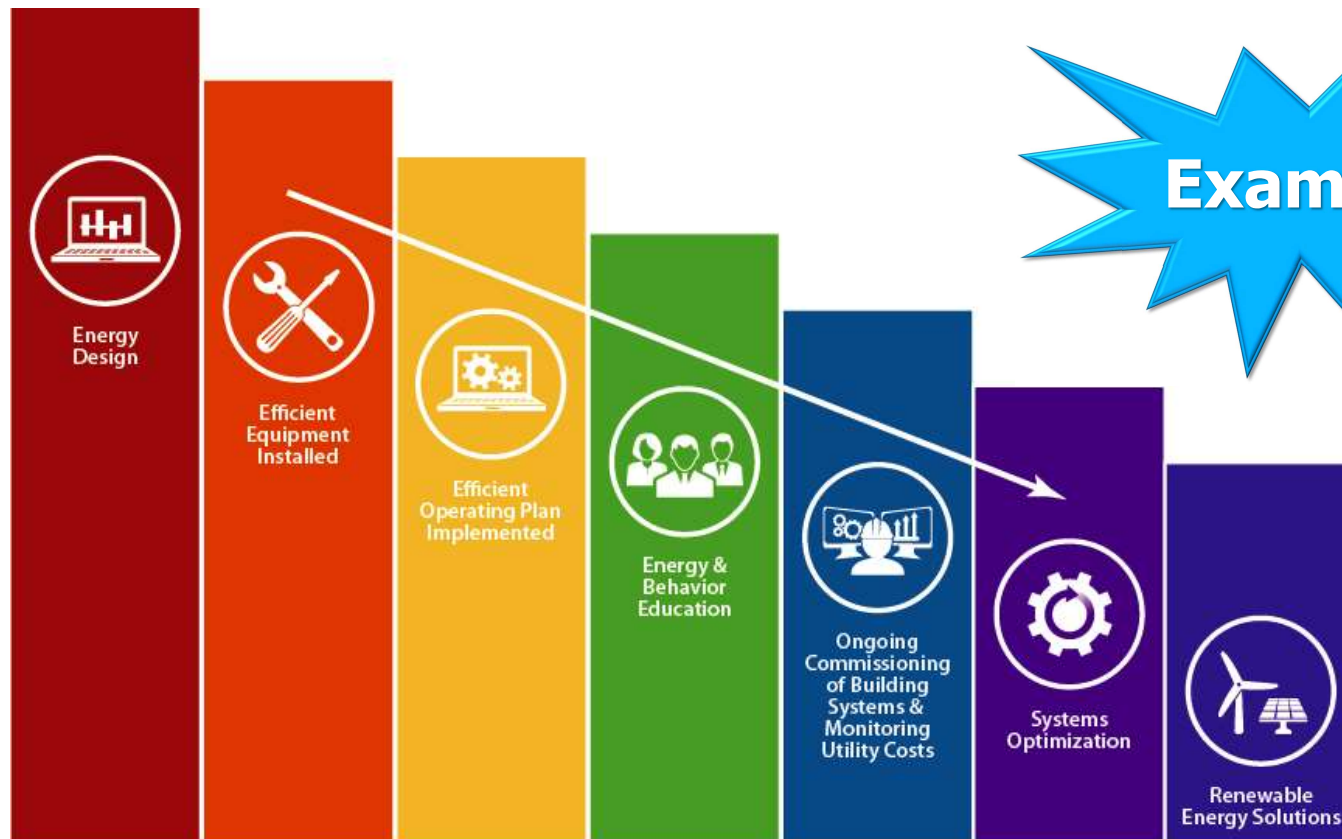 Energy
Design
Efficient
Equipment
Installed
Efficient
Operating Plan
Implemented
Energy &
Behavior
Education
Ongoing
Commissioning
of Building
Systems &
Monitoring
Utility Costs
Systems
Optimization
Renewable
Energy Solutions